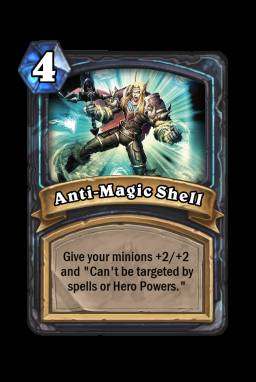 4
Anti-Magic Shell
Give your minions +2/+2
and "Can't be targeted by
spells or Hero Powers."